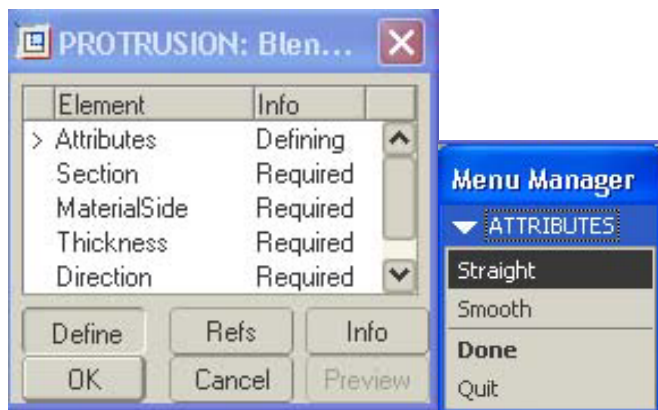 PROTRUSION: Blen...
Element Info
> Attributes Defining
Section Required
MaterialSide Required
Thickness Required
Direction Required
Define Refs Info
OK Cancel Preview
Menu Manager
ATTRIBUTES
Straight
Smooth
Done
Quit